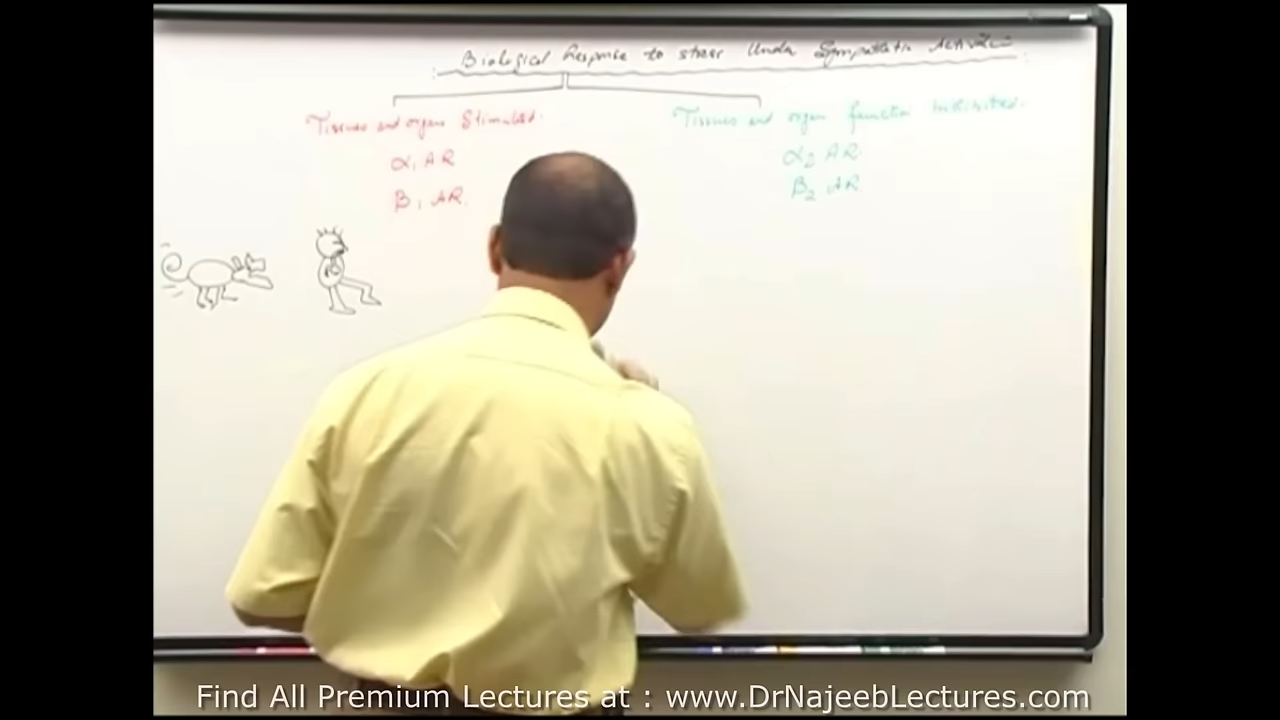 Biological Response to stress Under Sympathetic
Tissues and organs Stimulated.
α1 AR
β1 AR
Tissues and organ function Inhibited.
α2 AR
β2 AR
Find All Premium Lectures at : www.DrNajeebLectures.com